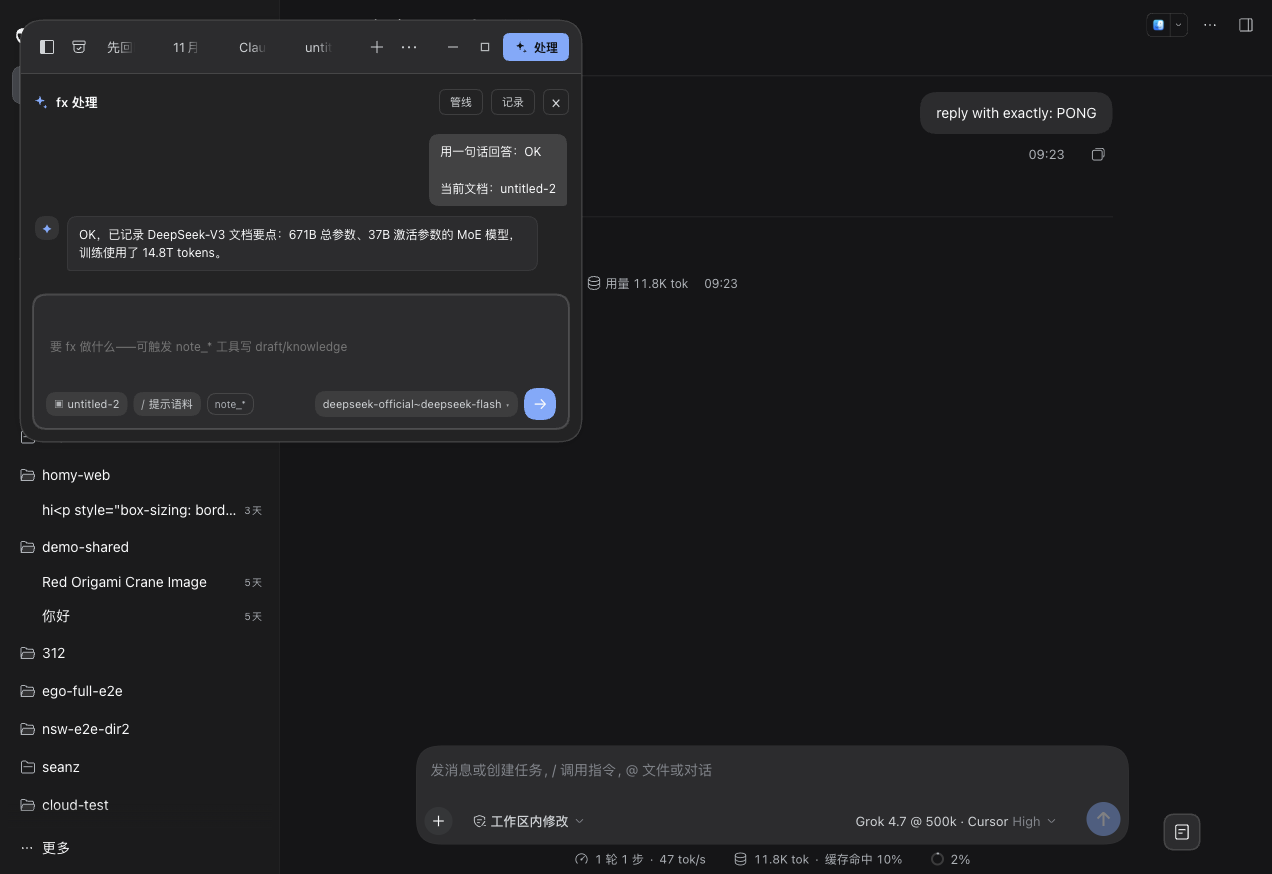 先回
11月
Clau
untit
处理
fx 处理
管线
记录
用一句话回答：OK
当前文档：untitled-2
OK，已记录 DeepSeek-V3 文档要点：671B 总参数、37B 激活参数的 MoE 模型，
训练使用了 14.8T tokens。
要 fx 做什么——可触发 note_* 工具写 draft/knowledge
untitled-2
/ 提示语料
note_*
deepseek-official~deepseek-flash
reply with exactly: PONG
09:23
用量 11.8K tok 09:23
homy-web
hi<p style="box-sizing: bord... 3天
demo-shared
Red Origami Crane Image 5天
你好 5天
312
ego-full-e2e
nsw-e2e-dir2
seanz
cloud-test
更多
发消息或创建任务, / 调用指令, @ 文件或对话
工作区内修改
Grok 4.7 @ 500k · Cursor High
1 轮 1 步 · 47 tok/s
11.8K tok · 缓存命中 10%
2%